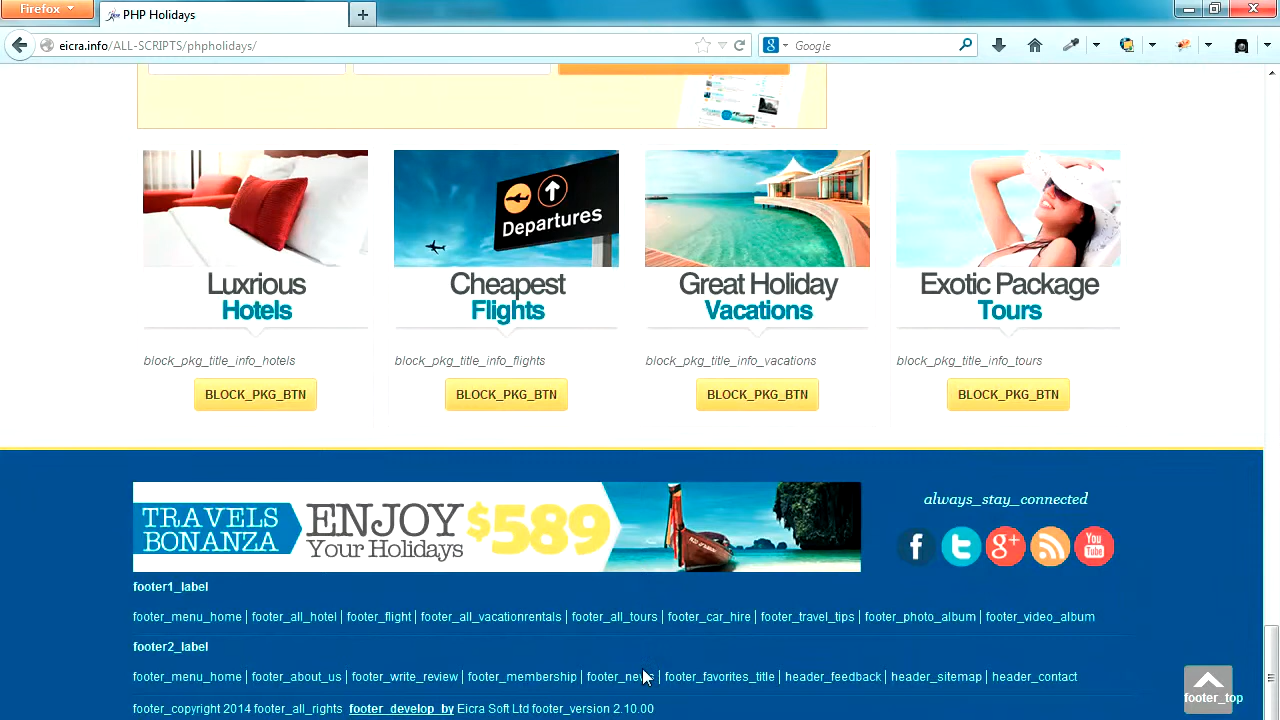 Firefox
PHP Holidays
eicra.info/ALL-SCRIPTS/phpholidays/
Google
Departures
Luxrious
Hotels
Cheapest
Flights
Great Holiday
Vacations
Exotic Package
Tours
block_pkg_title_info_hotels
block_pkg_title_info_flights
block_pkg_title_info_vacations
block_pkg_title_info_tours
BLOCK_PKG_BTN
BLOCK_PKG_BTN
BLOCK_PKG_BTN
BLOCK_PKG_BTN
TRAVELS
BONANZA
ENJOY
Your Holidays
$589
always_stay_connected
You
Tube
footer1_label
footer_menu_home | footer_all_hotel | footer_flight | footer_all_vacationrentals | footer_all_tours | footer_car_hire | footer_travel_tips | footer_photo_album | footer_video_album
footer2_label
footer_menu_home | footer_about_us | footer_write_review | footer_membership | footer_news | footer_favorites_title | header_feedback | header_sitemap | header_contact
footer_top
footer_copyright 2014 footer_all_rights footer_develop_by Eicra Soft Ltd footer_version 2.10.00